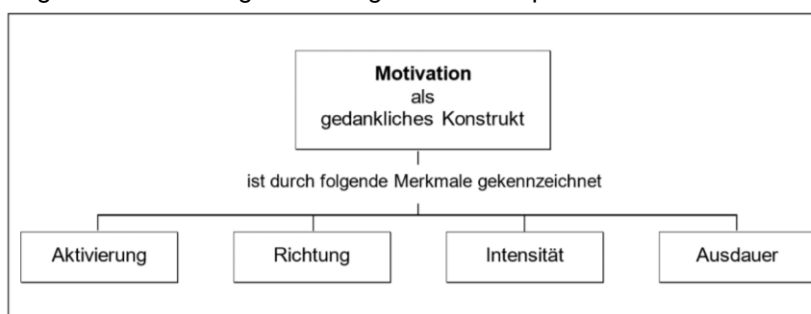 Motivation
als
gedankliches Konstrukt
ist durch folgende Merkmale gekennzeichnet
Aktivierung
Richtung
Intensität
Ausdauer